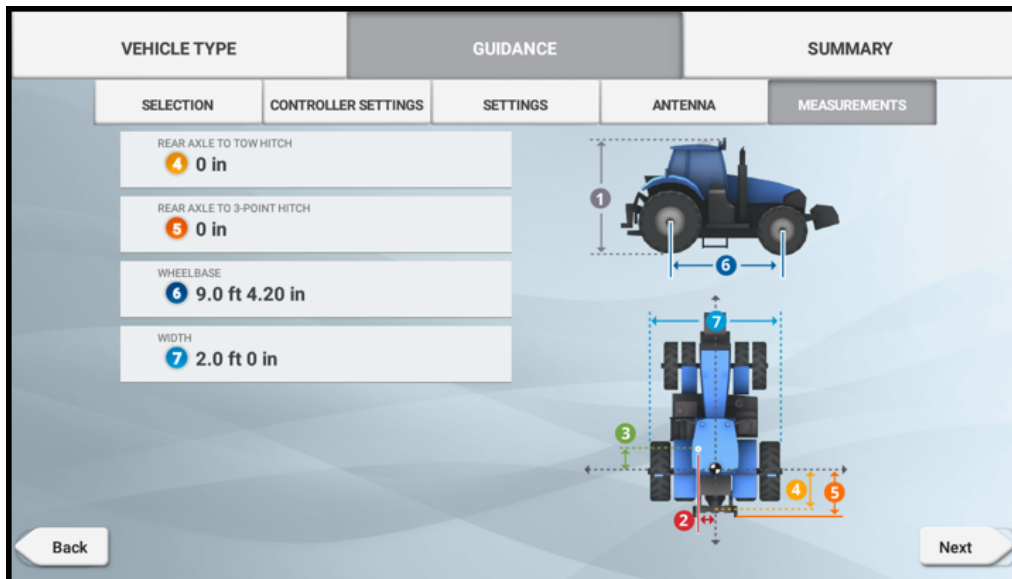 VEHICLE TYPE
GUIDANCE
SUMMARY
SELECTION
CONTROLLER SETTINGS
SETTINGS
ANTENNA
MEASUREMENTS
REAR AXLE TO TOW HITCH
4 0 in
REAR AXLE TO 3-POINT HITCH
5 0 in
WHEELBASE
6 9.0 ft 4.20 in
WIDTH
7 2.0 ft 0 in
1
6
7
3
4
5
2
Back
Next